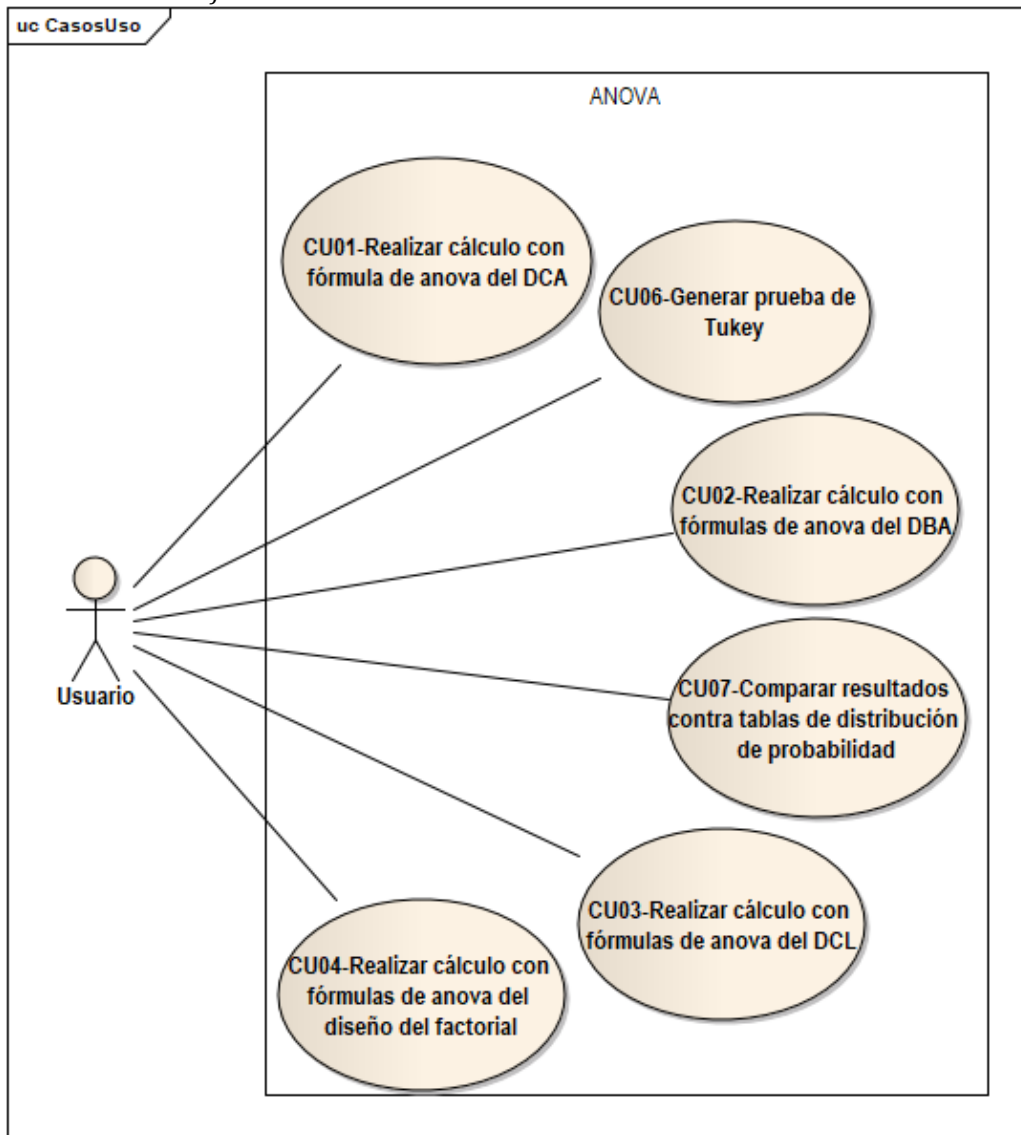 uc CasosUso
ANOVA
CU01-Realizar cálculo con
fórmula de anova del DCA
CU06-Generar prueba de
Tukey
CU02-Realizar cálculo con
fórmulas de anova del DBA
CU07-Comparar resultados
contra tablas de distribución
de probabilidad
Usuario
CU03-Realizar cálculo con
fórmulas de anova del DCL
CU04-Realizar cálculo con
fórmulas de anova del
diseño del factorial